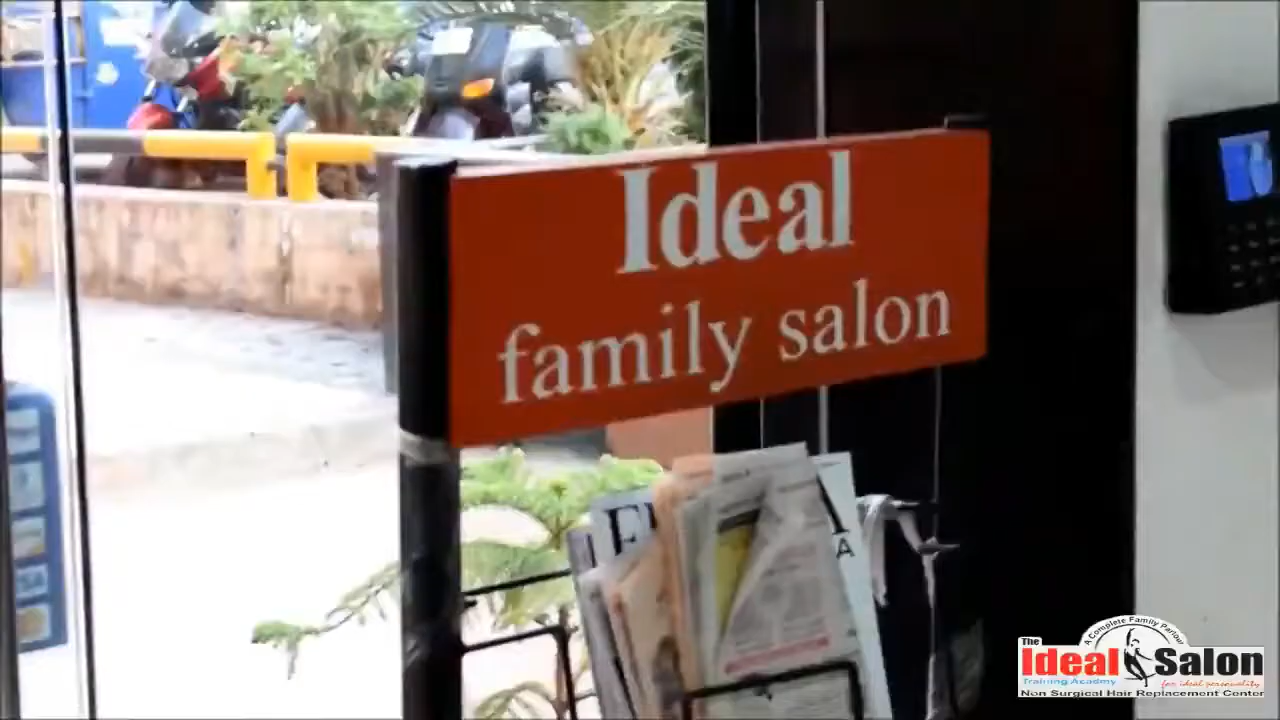 Ideal
family salon
A
The
A Complete Family Parlour
Ideal Salon
Training Academy
for ideal personality
Non Surgical Hair Replacement Center